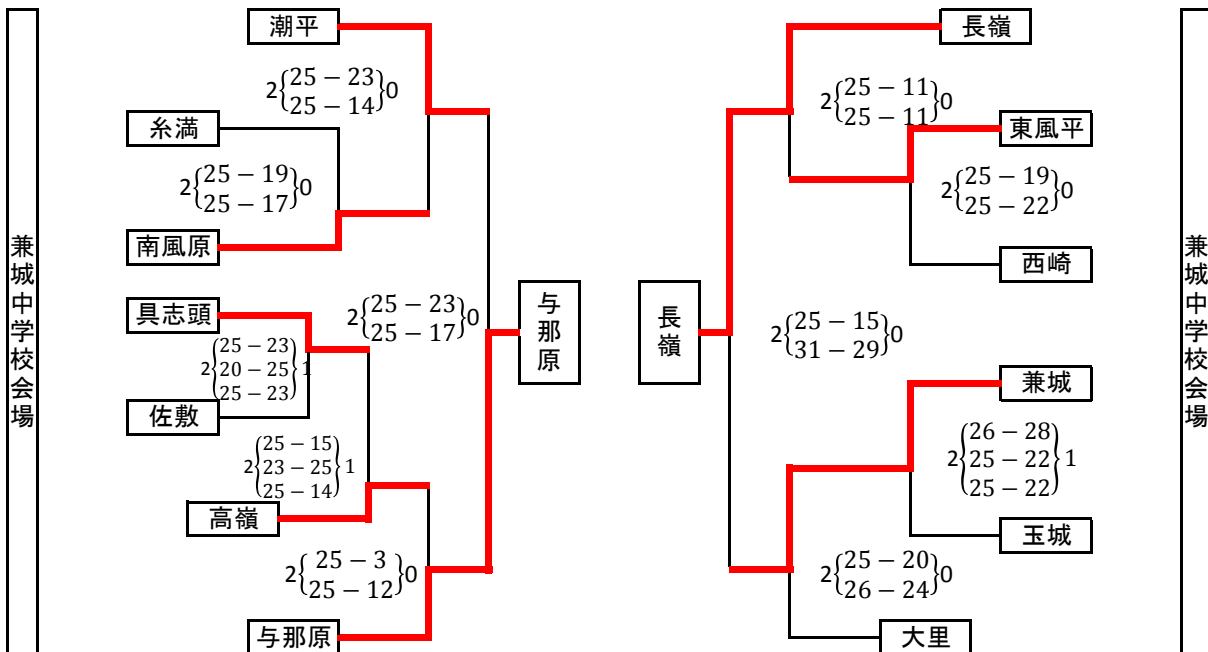 兼城中学校会場
潮平
2{25 − 23
25 − 14}0
糸満
2{25 − 19
25 − 17}0
南風原
具志頭
2{25 − 23
20 − 25
25 − 23}1
佐敷
2{25 − 15
23 − 25
25 − 14}1
高嶺
2{25 − 3
25 − 12}0
与那原
2{25 − 23
25 − 17}0
与那原
長嶺
2{25 − 15
31 − 29}0
長嶺
2{25 − 11
25 − 11}0
東風平
2{25 − 19
25 − 22}0
西崎
兼城
2{26 − 28
25 − 22
25 − 22}1
玉城
2{25 − 20
26 − 24}0
大里
兼城中学校会場